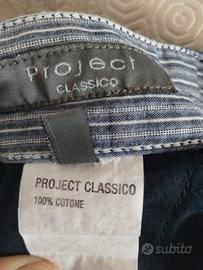 Project
CLASSICO
PROJECT CLASSICO
100% COTONE
subito